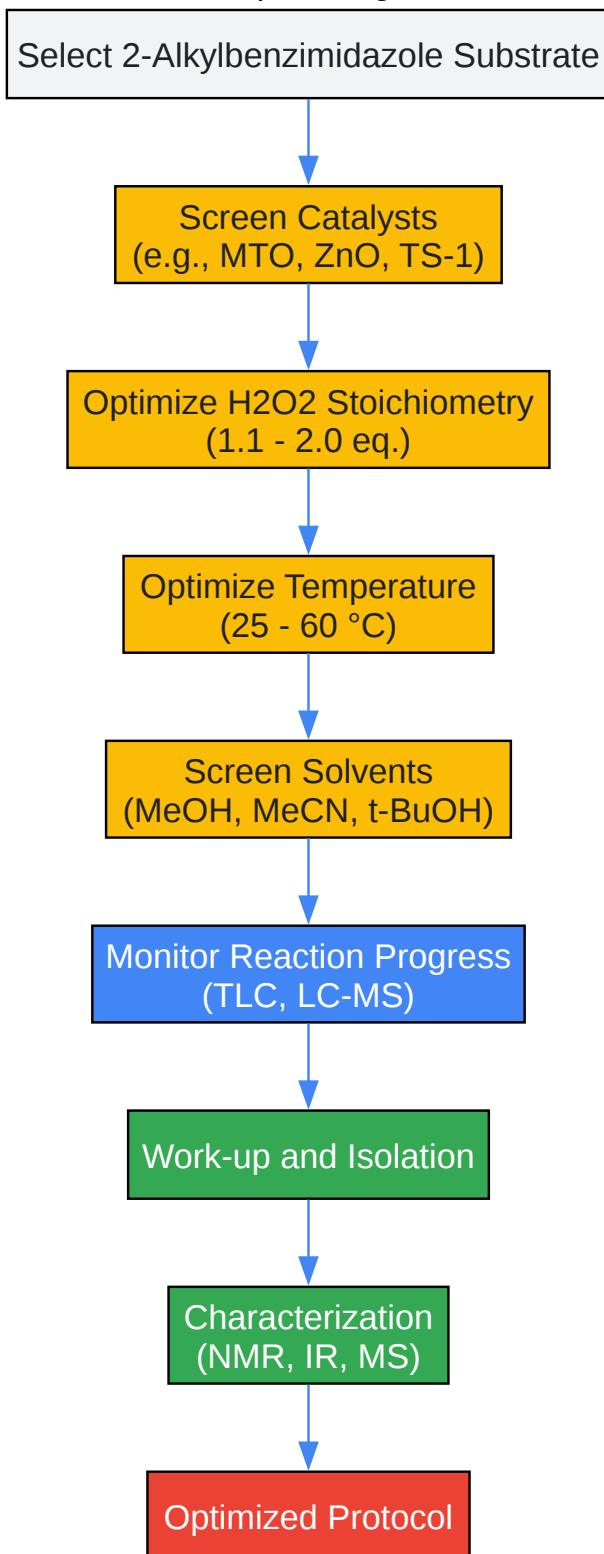 Select 2-Alkylbenzimidazole Substrate
Screen Catalysts
(e.g., MTO, ZnO, TS-1)
Optimize H2O2 Stoichiometry
(1.1 - 2.0 eq.)
Optimize Temperature
(25 - 60 °C)
Screen Solvents
(MeOH, MeCN, t-BuOH)
Monitor Reaction Progress
(TLC, LC-MS)
Work-up and Isolation
Characterization
(NMR, IR, MS)
Optimized Protocol